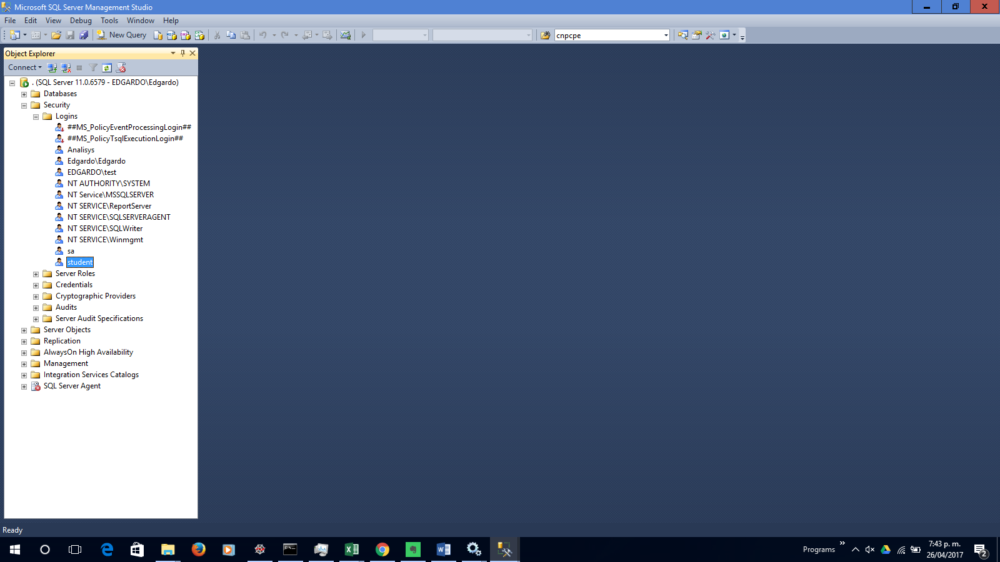 Microsoft SQL Server Management Studio
File Edit View Debug Tools Window Help
New Query cnpcpe
Object Explorer
Connect
. (SQL Server 11.0.6579 - EDGARDO\Edgardo)
Databases
Security
Logins
##MS_PolicyEventProcessingLogin##
##MS_PolicyTsqlExecutionLogin##
Analisys
Edgardo\Edgardo
EDGARDO\test
NT AUTHORITY\SYSTEM
NT Service\MSSQLSERVER
NT SERVICE\ReportServer
NT SERVICE\SQLSERVERAGENT
NT SERVICE\SQLWriter
NT SERVICE\Winmgmt
sa
student
Server Roles
Credentials
Cryptographic Providers
Audits
Server Audit Specifications
Server Objects
Replication
AlwaysOn High Availability
Management
Integration Services Catalogs
SQL Server Agent
Ready
Programs
7:43 p. m.
26/04/2017
2